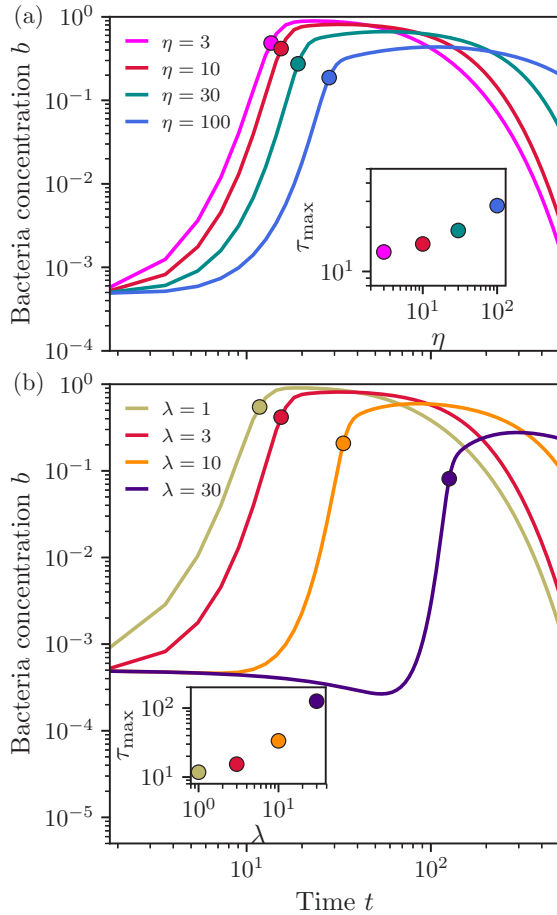 (a)
Bacteria concentration b
10^0
10^−1
10^−2
10^−3
10^−4
η = 3
η = 10
η = 30
η = 100
τ_max
10^1
10^1
10^2
η
(b)
Bacteria concentration b
10^0
10^−1
10^−2
10^−3
10^−4
10^−5
λ = 1
λ = 3
λ = 10
λ = 30
τ_max
10^2
10^1
10^0
10^1
λ
10^1
10^2
Time t